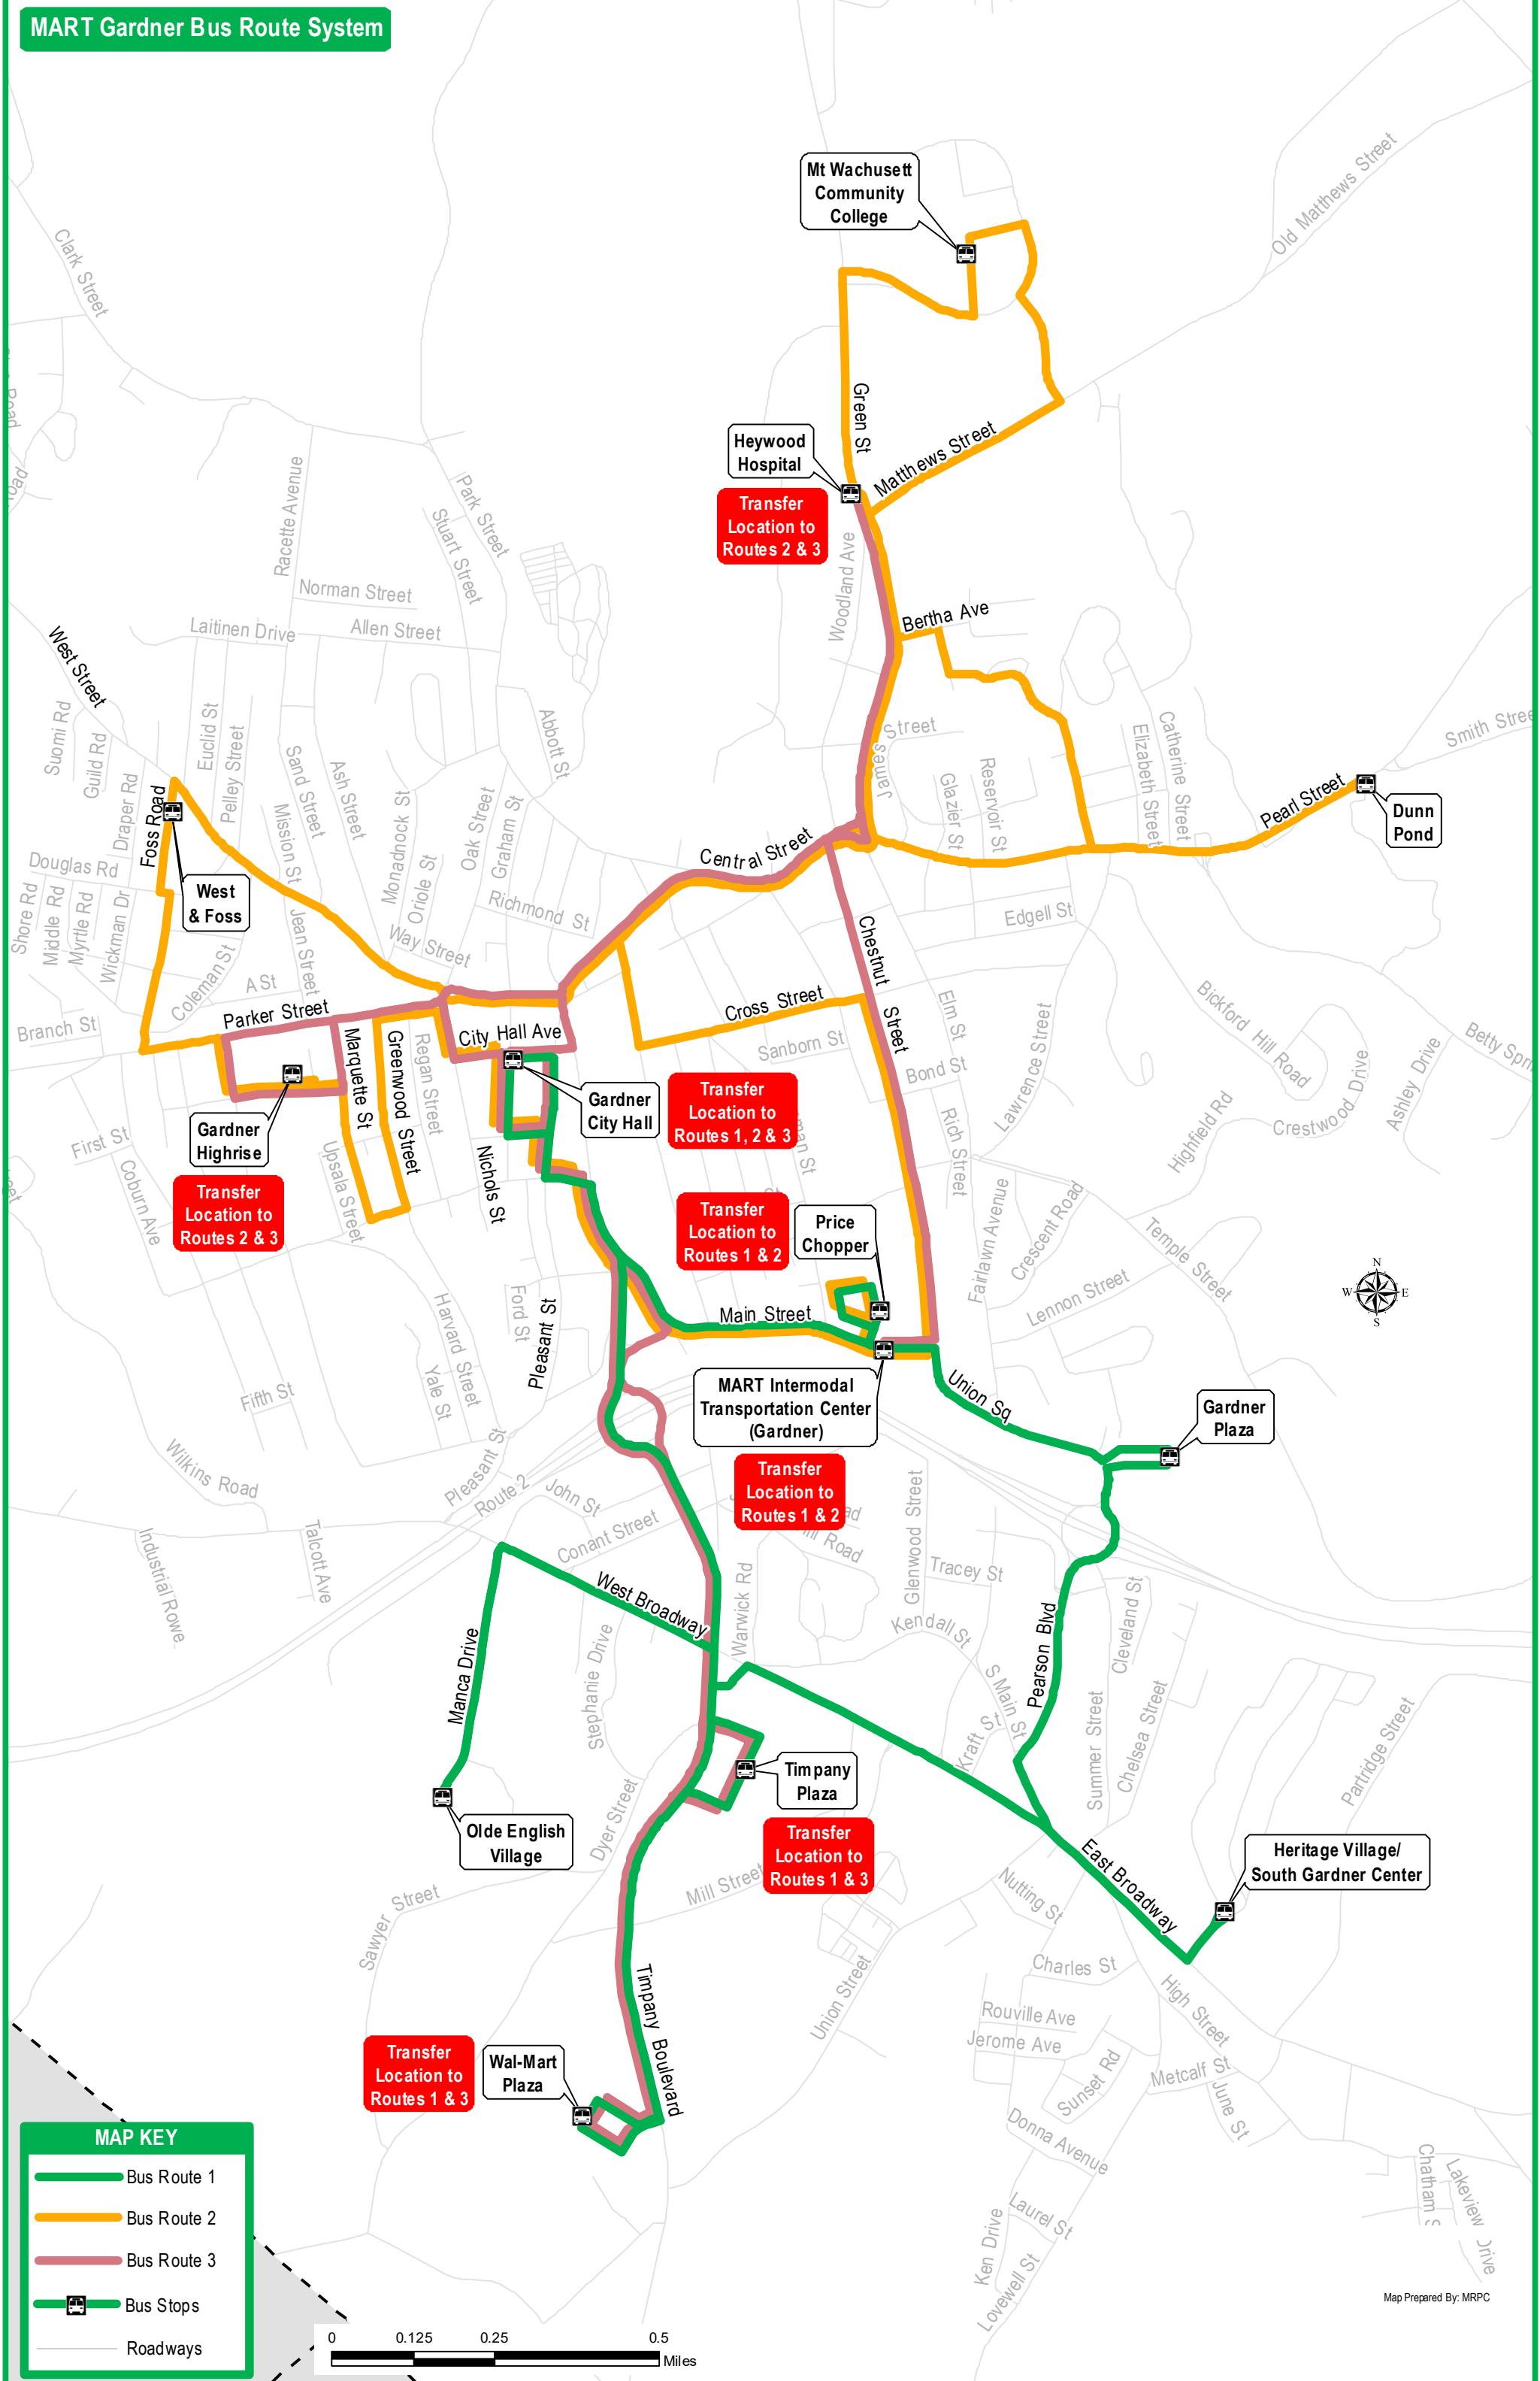 MART Gardner Bus Route System
Mt Wachusett
Community
College
Old Matthews Street
Clark Street
Green St
Matthews Street
Heywood
Hospital
Transfer
Location to
Routes 2 & 3
Racette Avenue
Park Street
Stuart Street
Norman Street
Laitinen Drive
Allen Street
Woodland Ave
Bertha Ave
West Street
Suomi Rd
Guild Rd
Draper Rd
Euclid St
Pelley Street
Sand Street
Ash Street
Mission St
Abbott St
Monadnock St
Oriole St
Oak Street
Graham St
James
Street
Glazier St
Reservoir St
Elizabeth Street
Catherine Street
Smith Stree
Pearl Street
Dunn
Pond
Foss Road
Douglas Rd
West
& Foss
Shore Rd
Middle Rd
Myrtle Rd
Wickman Dr
Central Street
Richmond St
Way Street
Jean Street
Coleman St
A St
Branch St
Parker Street
City Hall Ave
Chestnut Street
Cross Street
Sanborn St
Edgell St
Elm St
Bond St
Rich Street
Lawrence Street
Bickford Hill Road
Crestwood Drive
Highfield Rd
Ashley Drive
Betty Spri
Marquette St
Greenwood Street
Regan Street
Gardner
City Hall
Transfer
Location to
Routes 1, 2 & 3
man St
Gardner
Highrise
Transfer
Location to
Routes 2 & 3
First St
Coburn Ave
Upsala Street
Nichols St
Transfer
Location to
Routes 1 & 2
Price
Chopper
Fairlawn Avenue
Crescent Road
Temple Street
Lennon Street
N
W
E
S
Harvard Street
Ford St
Pleasant St
Main Street
Yale St
Fifth St
MART Intermodal
Transportation Center
(Gardner)
Transfer
Location to
Routes 1 & 2
Union Sq
Gardner
Plaza
Wilkins Road
Pleasant St
Route 2
John St
Conant Street
Industrial Rowe
Talcott Ave
West Broadway
Warwick Rd
Road
Glenwood Street
Tracey St
Kendall St
S Main St
Kraft St
Pearson Blvd
Cleveland St
Summer Street
Chelsea Street
Partridge Street
Manca Drive
Stephanie Drive
Timpany
Plaza
Transfer
Location to
Routes 1 & 3
Olde English
Village
Dyer Street
Sawyer Street
Mill Street
East Broadway
Heritage Village/
South Gardner Center
Nutting St
Charles St
Union Street
Rouville Ave
Jerome Ave
Sunset Rd
High Street
Metcalf St
June St
Donna Avenue
Timpany Boulevard
Transfer
Location to
Routes 1 & 3
Wal-Mart
Plaza
Laurel St
Ken Drive
Lovewell St
Chatham S
Lakeview Drive
MAP KEY
Bus Route 1
Bus Route 2
Bus Route 3
Bus Stops
Roadways
0 0.125 0.25 0.5
Miles
Map Prepared By: MRPC